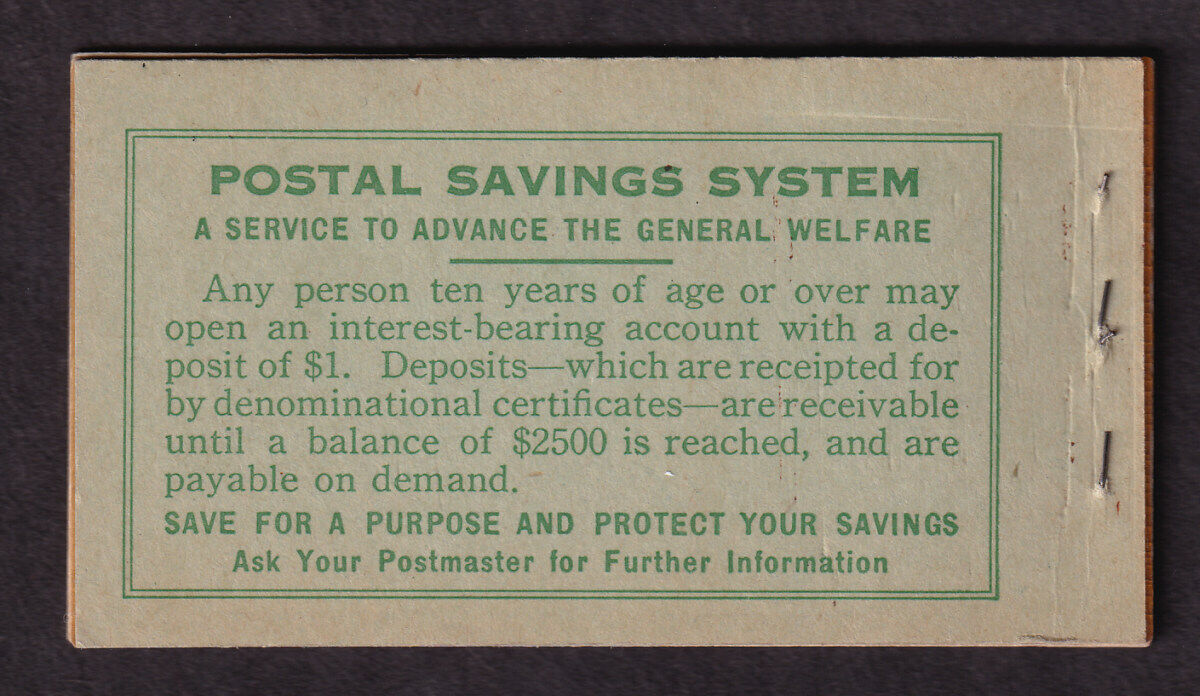 POSTAL SAVINGS SYSTEM
A SERVICE TO ADVANCE THE GENERAL WELFARE
Any person ten years of age or over may
open an interest-bearing account with a de-
posit of $1. Deposits—which are receipted for
by denominational certificates—are receivable
until a balance of $2500 is reached, and are
payable on demand.
SAVE FOR A PURPOSE AND PROTECT YOUR SAVINGS
Ask Your Postmaster for Further Information